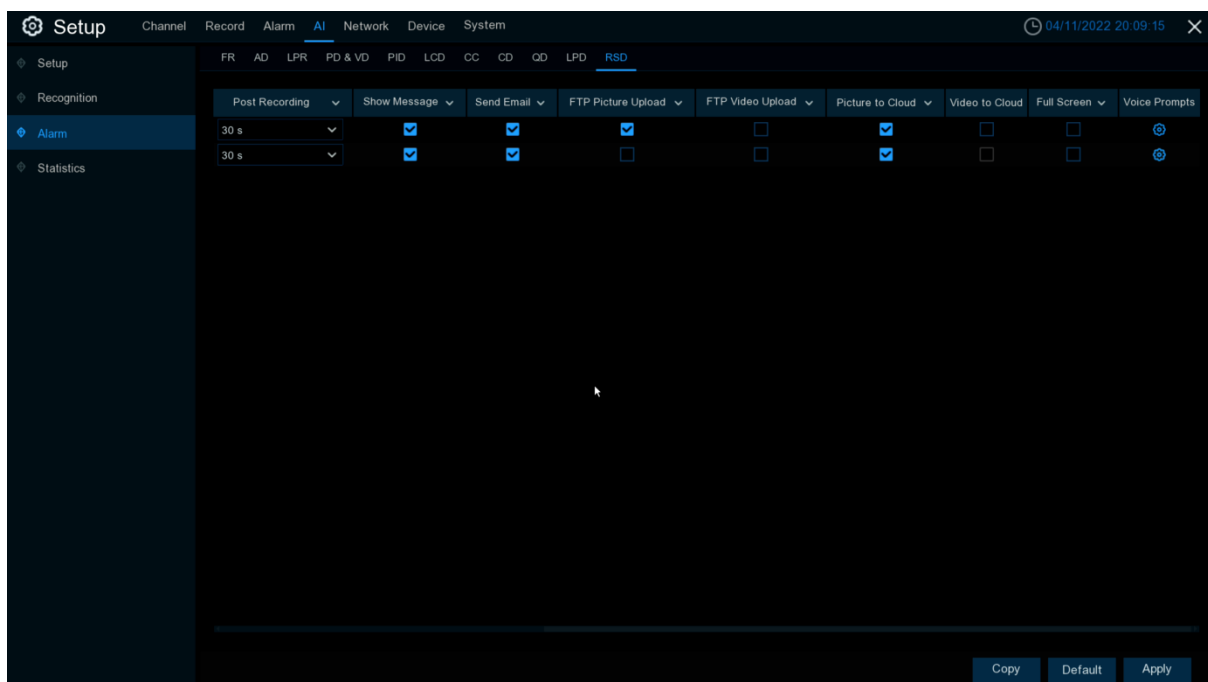 Setup Channel Record Alarm AI Network Device System 04/11/2022 20:09:15
Setup
Recognition
Alarm
Statistics
FR AD LPR PD & VD PID LCD CC CD QD LPD RSD
Post Recording Show Message Send Email FTP Picture Upload FTP Video Upload Picture to Cloud Video to Cloud Full Screen Voice Prompts
30 s
30 s
Copy Default Apply